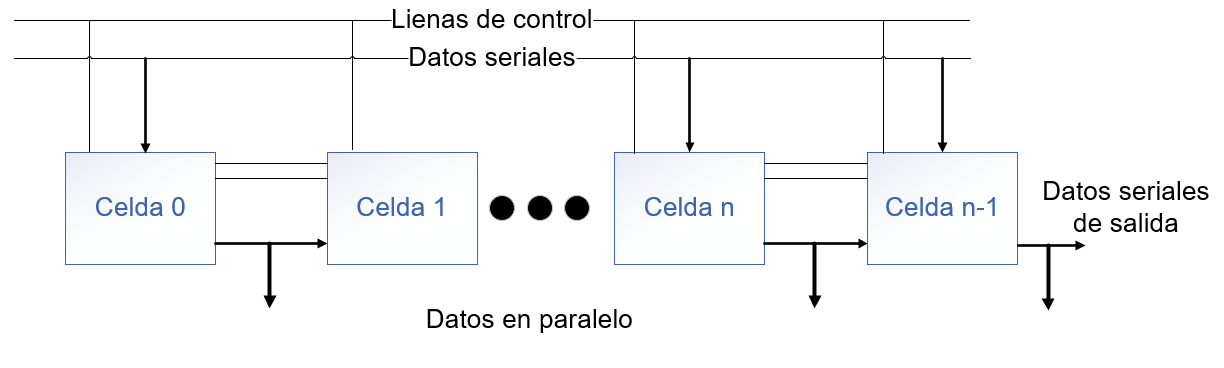 Lienas de control
Datos seriales
Celda 0
Celda 1
Celda n
Celda n-1
Datos seriales
de salida
Datos en paralelo